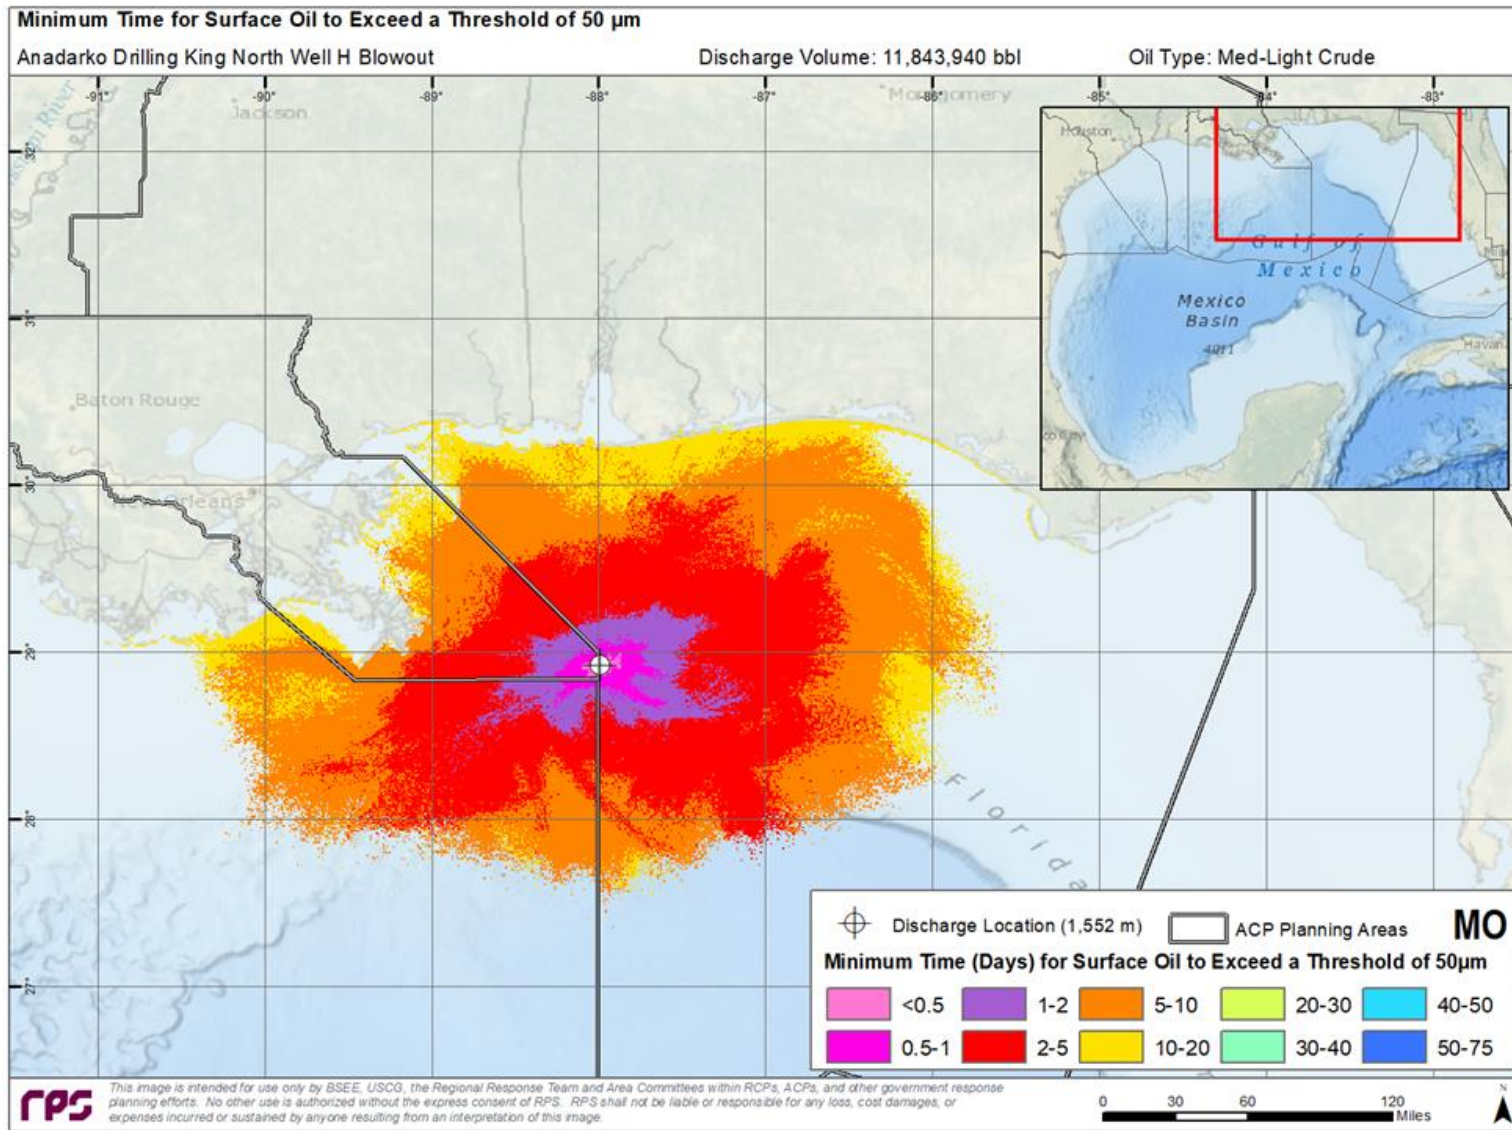 Minimum Time for Surface Oil to Exceed a Threshold of 50 µm
Anadarko Drilling King North Well H Blowout Discharge Volume: 11,843,940 bbl Oil Type: Med-Light Crude
-91° -90° -89° -88° -87° -86° -85° -84° -83°
Jackson
Montgomery
32°
Houston
Gulf of
Mexico
Mexico
Basin
31°
Baton Rouge
30°
New Orleans
29°
28°
Florida
27°
Discharge Location (1,552 m) ACP Planning Areas MO
Minimum Time (Days) for Surface Oil to Exceed a Threshold of 50µm
<0.5 1-2 5-10 20-30 40-50
0.5-1 2-5 10-20 30-40 50-75
rps
This image is intended for use only by BSEE, USCG, the Regional Response Team and Area Committees within RCPs, ACPs, and other government response
planning efforts. No other use is authorized without the express consent of RPS. RPS shall not be liable or responsible for any loss, cost damages, or
expenses incurred or sustained by anyone resulting from an interpretation of this image.
0 30 60 120
Miles
N